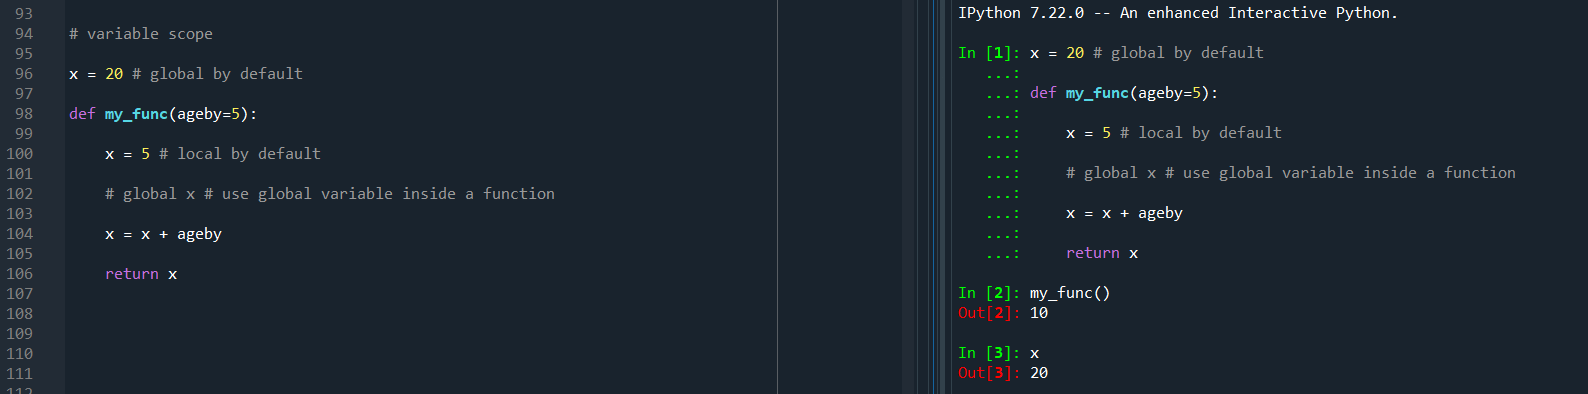 93
94 # variable scope
95
96 x = 20 # global by default
97
98 def my_func(ageby=5):
99
100 x = 5 # local by default
101
102 # global x # use global variable inside a function
103
104 x = x + ageby
105
106 return x
107
108
109
110
111
112
IPython 7.22.0 -- An enhanced Interactive Python.
In [1]: x = 20 # global by default
...:
...: def my_func(ageby=5):
...:
...: x = 5 # local by default
...:
...: # global x # use global variable inside a function
...:
...: x = x + ageby
...:
...: return x
In [2]: my_func()
Out[2]: 10
In [3]: x
Out[3]: 20